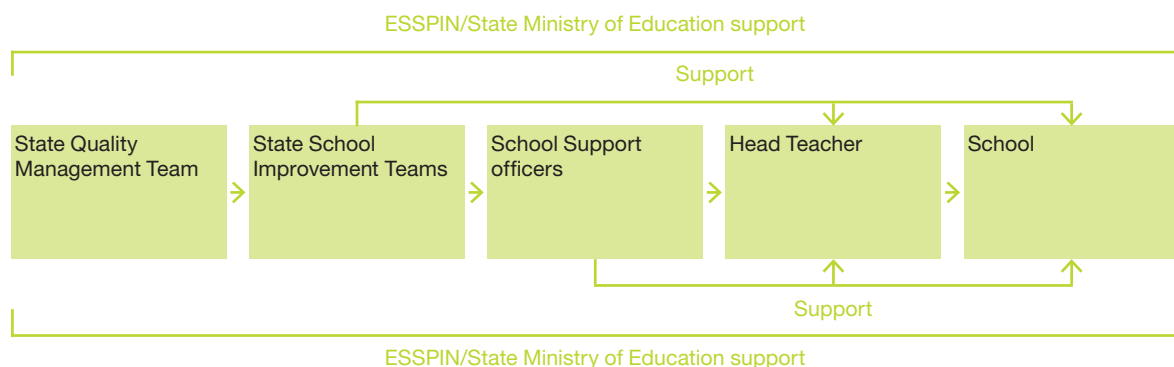 ESSPIN/State Ministry of Education support
Support
State Quality
Management Team
State School
Improvement Teams
School Support
officers
Head Teacher
School
Support
ESSPIN/State Ministry of Education support